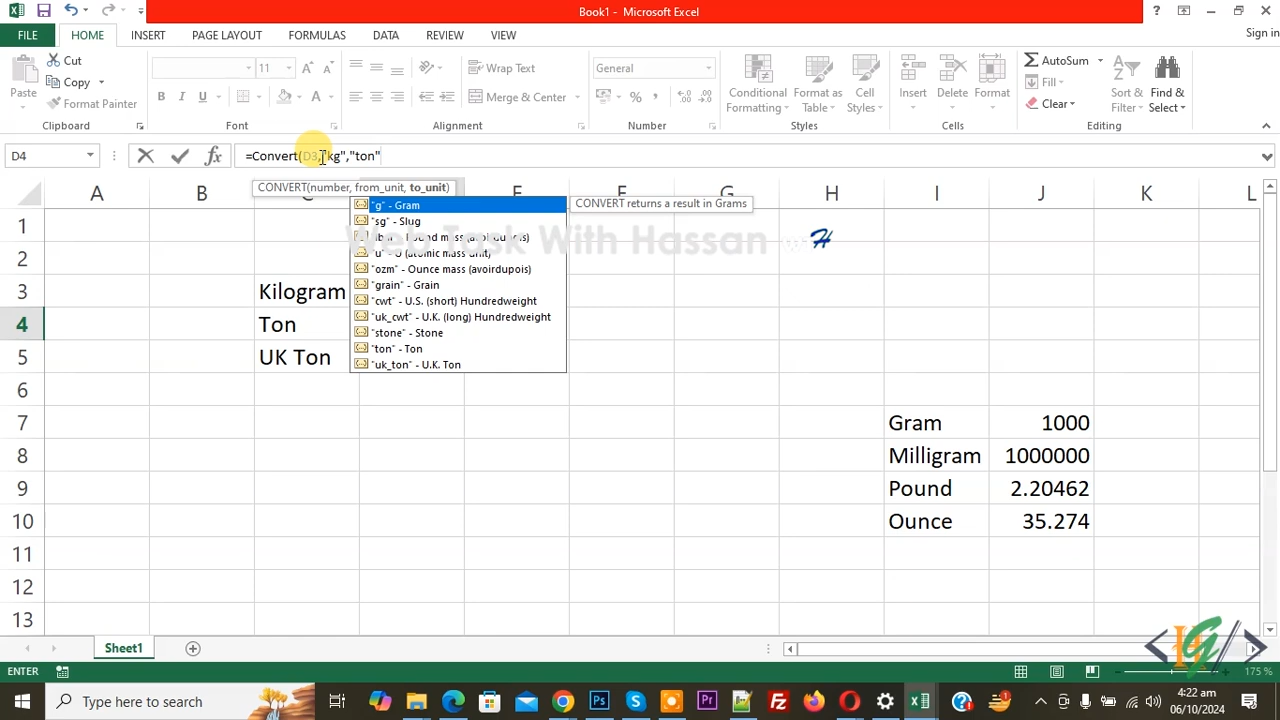 Book1 - Microsoft Excel
Sign in
FILE HOME INSERT PAGE LAYOUT FORMULAS DATA REVIEW VIEW
Cut
Copy
Format Painter
Paste
Clipboard
11
B I U
Font
Wrap Text
Merge & Center
Alignment
General
Number
Conditional Formatting
Format as Table
Cell Styles
Styles
Insert
Delete
Format
Cells
AutoSum
Fill
Clear
Sort & Filter
Find & Select
Editing
D4
=Convert(D3,"kg","ton"
CONVERT(number, from_unit, to_unit)
A B C E F G H I J K L
"g" - Gram
CONVERT returns a result in Grams
"sg" - Slug
"u" - U (atomic mass unit)
"ozm" - Ounce mass (avoirdupois)
"grain" - Grain
"cwt" - U.S. (short) Hundredweight
"uk_cwt" - U.K. (long) Hundredweight
"stone" - Stone
"ton" - Ton
"uk_ton" - U.K. Ton
Web Task With Hassan
1
2
3 Kilogram
4 Ton
5 UK Ton
6
7 Gram 1000
8 Milligram 1000000
9 Pound 2.20462
10 Ounce 35.274
11
12
13
Sheet1
ENTER
175 %
Type here to search
4:22 am
06/10/2024